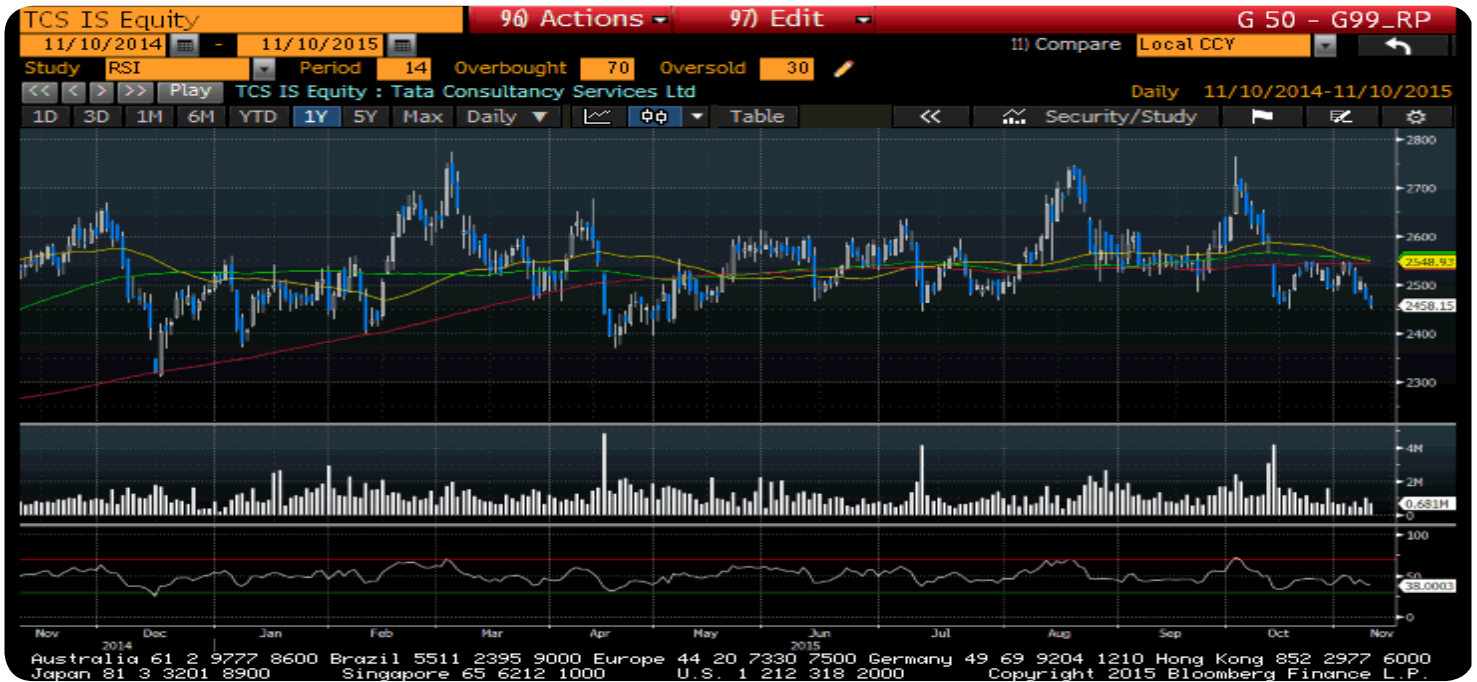 TCS IS Equity 96) Actions 97) Edit G 50 - G99_RP
11/10/2014 - 11/10/2015 11) Compare Local CCY
Study RSI Period 14 Overbought 70 Oversold 30
<< < > >> Play TCS IS Equity : Tata Consultancy Services Ltd Daily 11/10/2014-11/10/2015
1D 3D 1M 6M YTD 1Y 5Y Max Daily ▼ Table << Security/Study
2800
2700
2600
2548.93
2500
2458.15
2400
2300
4M
2M
0.681M
0
100
50
38.0003
0
Nov Dec Jan Feb Mar Apr May Jun Jul Aug Sep Oct Nov
2014 2015
Australia 61 2 9777 8600 Brazil 5511 2395 9000 Europe 44 20 7330 7500 Germany 49 69 9204 1210 Hong Kong 852 2977 6000
Japan 81 3 3201 8900 Singapore 65 6212 1000 U.S. 1 212 318 2000 Copyright 2015 Bloomberg Finance L.P.